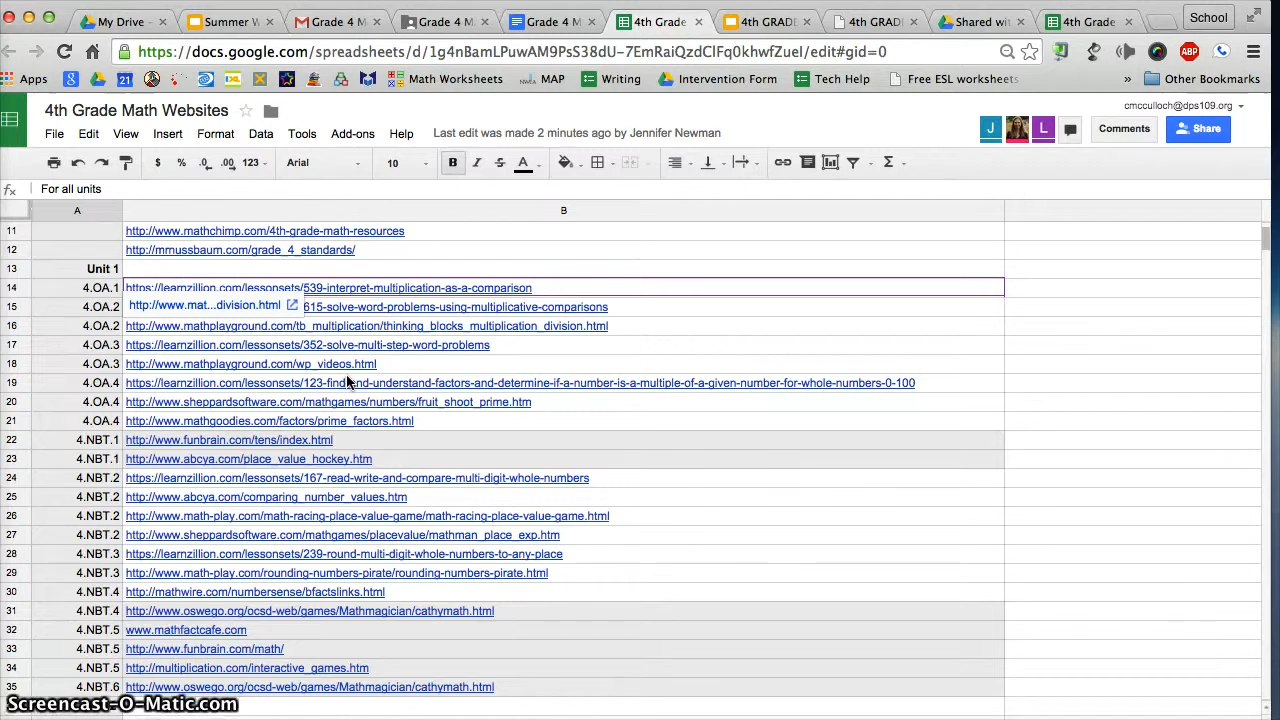 My Drive - Summer W Grade 4 M Grade 4 M Grade 4 M 4th Grade 4th GRAD 4th GRAD Shared wit 4th Grade School
https://docs.google.com/spreadsheets/d/1g4nBamLPuwAM9PsS38dU-7EmRaiQzdClFq0khwfZueI/edit#gid=0
Apps Math Worksheets MAP Writing Intervention Form Tech Help Free ESL worksheets » Other Bookmarks
cmcculloch@dps109.org
4th Grade Math Websites
File Edit View Insert Format Data Tools Add-ons Help Last edit was made 2 minutes ago by Jennifer Newman J L Comments Share
$ % .0 .00 123 Arial 10 B I S A Σ
fx For all units
A B
11 http://www.mathchimp.com/4th-grade-math-resources
12 http://mrnussbaum.com/grade_4_standards/
13 Unit 1
14 4.OA.1 https://learnzillion.com/lessonsets/539-interpret-multiplication-as-a-comparison
15 4.OA.2 http://www.mat...division.html 615-solve-word-problems-using-multiplicative-comparisons
16 4.OA.2 http://www.mathplayground.com/tb_multiplication/thinking_blocks_multiplication_division.html
17 4.OA.3 https://learnzillion.com/lessonsets/352-solve-multi-step-word-problems
18 4.OA.3 http://www.mathplayground.com/wp_videos.html
19 4.OA.4 https://learnzillion.com/lessonsets/123-find-and-understand-factors-and-determine-if-a-number-is-a-multiple-of-a-given-number-for-whole-numbers-0-100
20 4.OA.4 http://www.sheppardsoftware.com/mathgames/numbers/fruit_shoot_prime.htm
21 4.OA.4 http://www.mathgoodies.com/factors/prime_factors.html
22 4.NBT.1 http://www.funbrain.com/tens/index.html
23 4.NBT.1 http://www.abcya.com/place_value_hockey.htm
24 4.NBT.2 https://learnzillion.com/lessonsets/167-read-write-and-compare-multi-digit-whole-numbers
25 4.NBT.2 http://www.abcya.com/comparing_number_values.htm
26 4.NBT.2 http://www.math-play.com/math-racing-place-value-game/math-racing-place-value-game.html
27 4.NBT.2 http://www.sheppardsoftware.com/mathgames/placevalue/mathman_place_exp.htm
28 4.NBT.3 https://learnzillion.com/lessonsets/239-round-multi-digit-whole-numbers-to-any-place
29 4.NBT.3 http://www.math-play.com/rounding-numbers-pirate/rounding-numbers-pirate.html
30 4.NBT.4 http://mathwire.com/numbersense/bfactslinks.html
31 4.NBT.4 http://www.oswego.org/ocsd-web/games/Mathmagician/cathymath.html
32 4.NBT.5 www.mathfactcafe.com
33 4.NBT.5 http://www.funbrain.com/math/
34 4.NBT.5 http://multiplication.com/interactive_games.htm
35 4.NBT.6 http://www.oswego.org/ocsd-web/games/Mathmagician/cathymath.html
Screencast-O-Matic.com